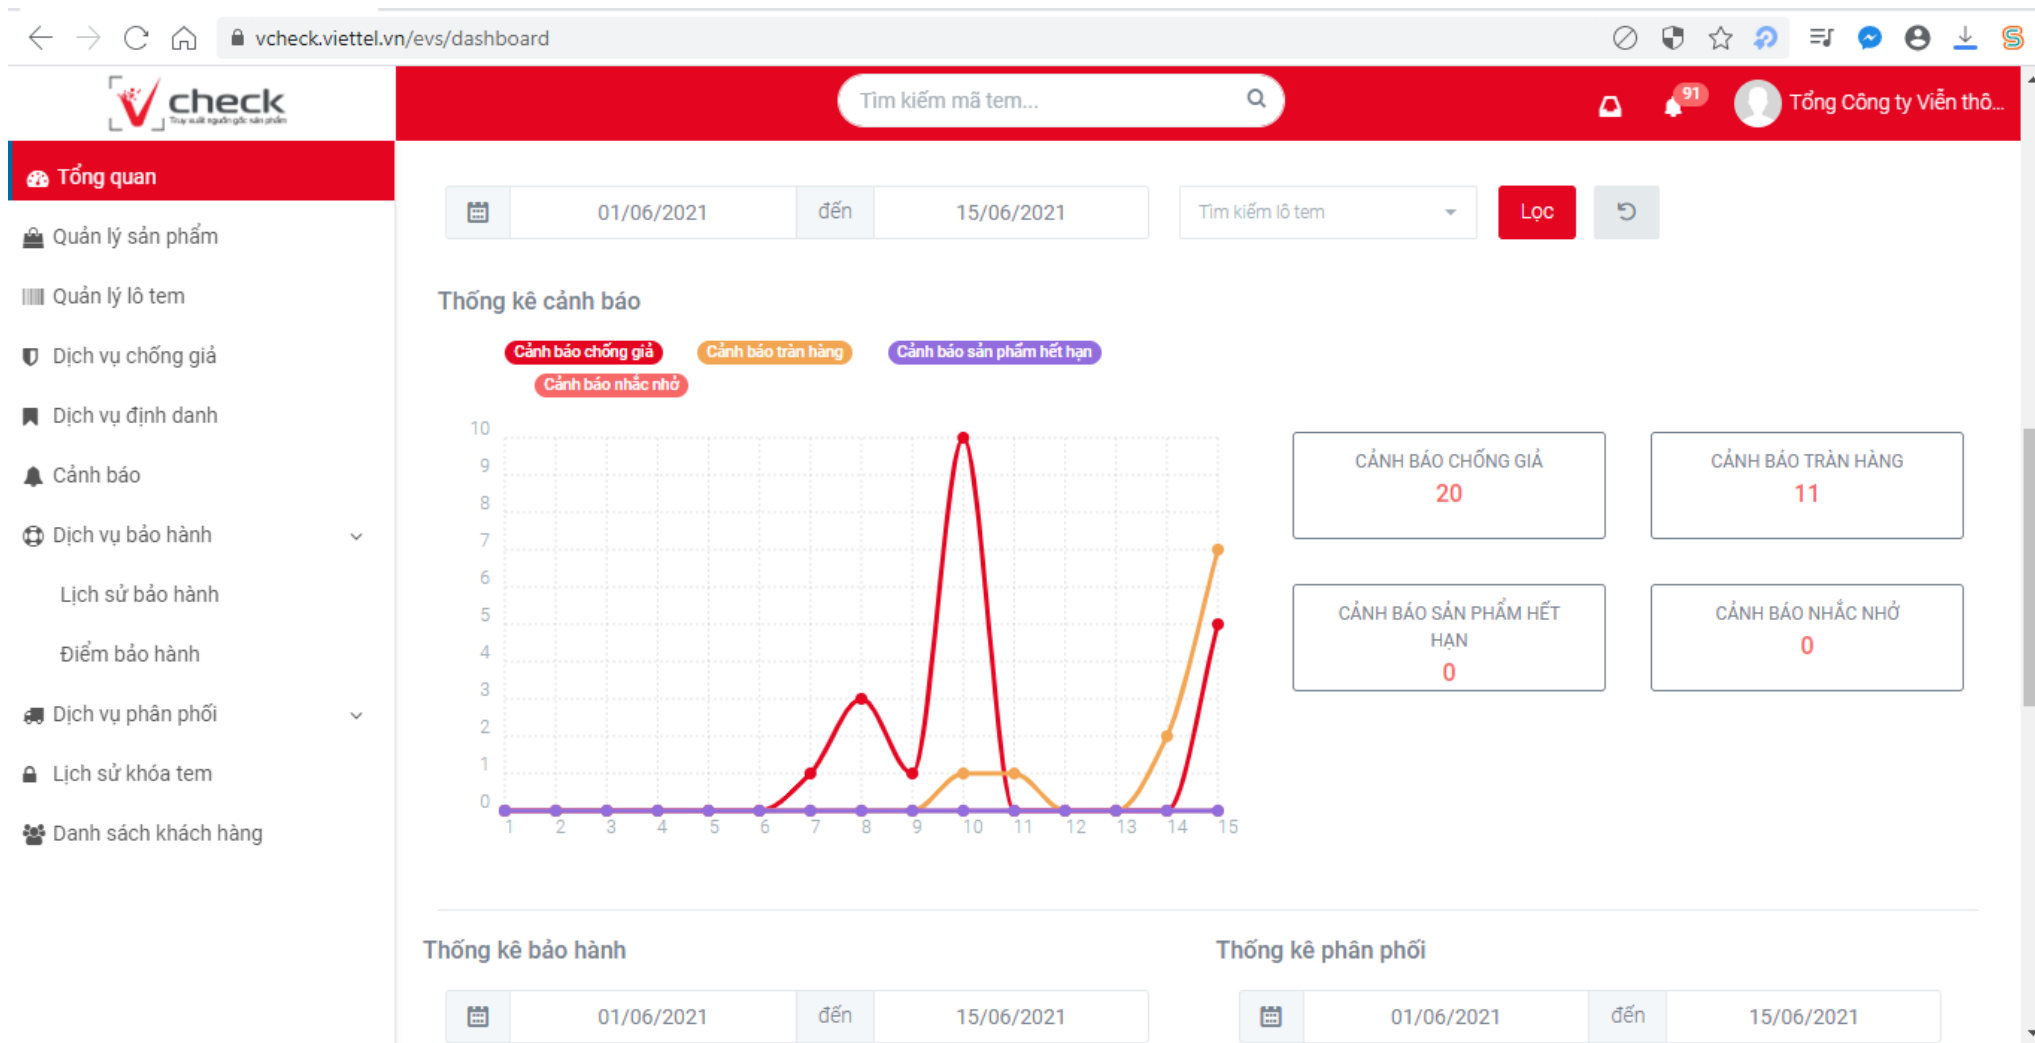 vcheck.viettel.vn/evs/dashboard
Vcheck
Truy xuất nguồn gốc sản phẩm
Tìm kiếm mã tem...
91
Tổng Công ty Viễn thô...
Tổng quan
Quản lý sản phẩm
Quản lý lô tem
Dịch vụ chống giả
Dịch vụ định danh
Cảnh báo
Dịch vụ bảo hành
Lịch sử bảo hành
Điểm bảo hành
Dịch vụ phân phối
Lịch sử khóa tem
Danh sách khách hàng
01/06/2021 đến 15/06/2021 Tìm kiếm lô tem Lọc
Thống kê cảnh báo
Cảnh báo chống giả Cảnh báo tràn hàng Cảnh báo sản phẩm hết hạn
Cảnh báo nhắc nhở
10
9
8
7
6
5
4
3
2
1
0
1 2 3 4 5 6 7 8 9 10 11 12 13 14 15
CẢNH BÁO CHỐNG GIẢ
20
CẢNH BÁO TRÀN HÀNG
11
CẢNH BÁO SẢN PHẨM HẾT
HẠN
0
CẢNH BÁO NHẮC NHỞ
0
Thống kê bảo hành
01/06/2021 đến 15/06/2021
Thống kê phân phối
01/06/2021 đến 15/06/2021